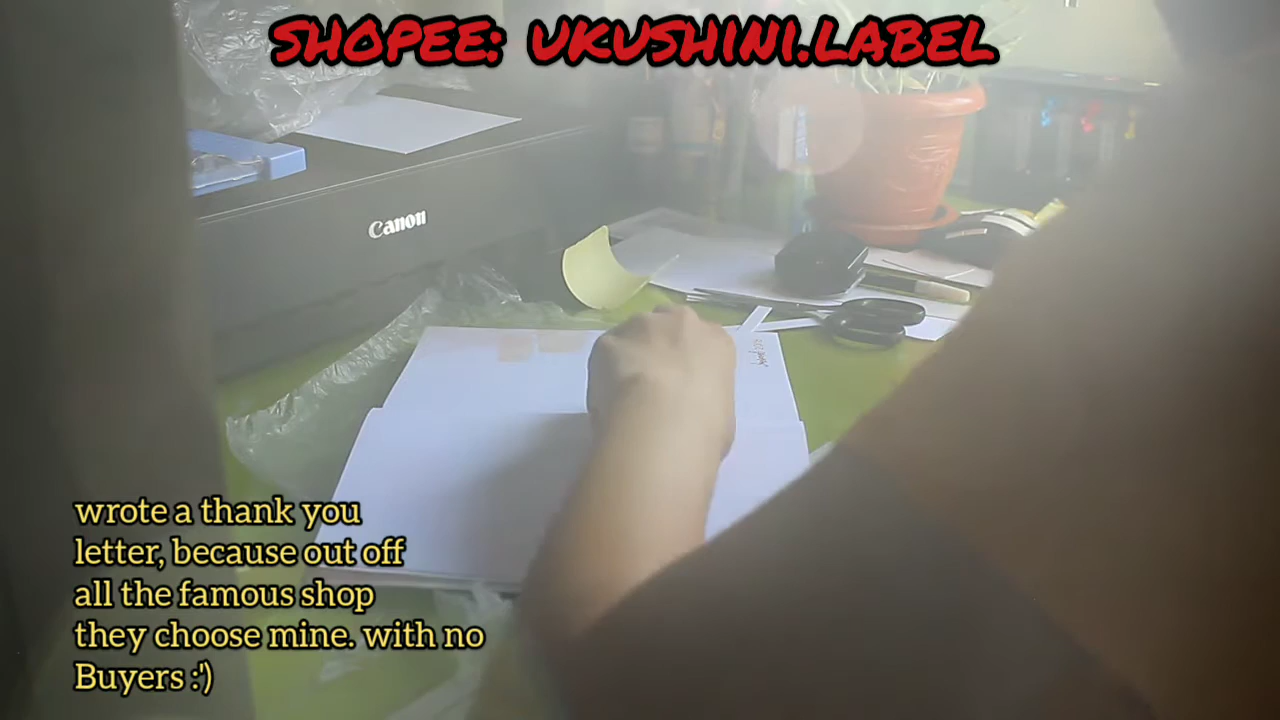 SHOPEE: UKUSHINI.LABEL
Canon
wrote a thank you
letter, because out off
all the famous shop
they choose mine. with no
Buyers :')